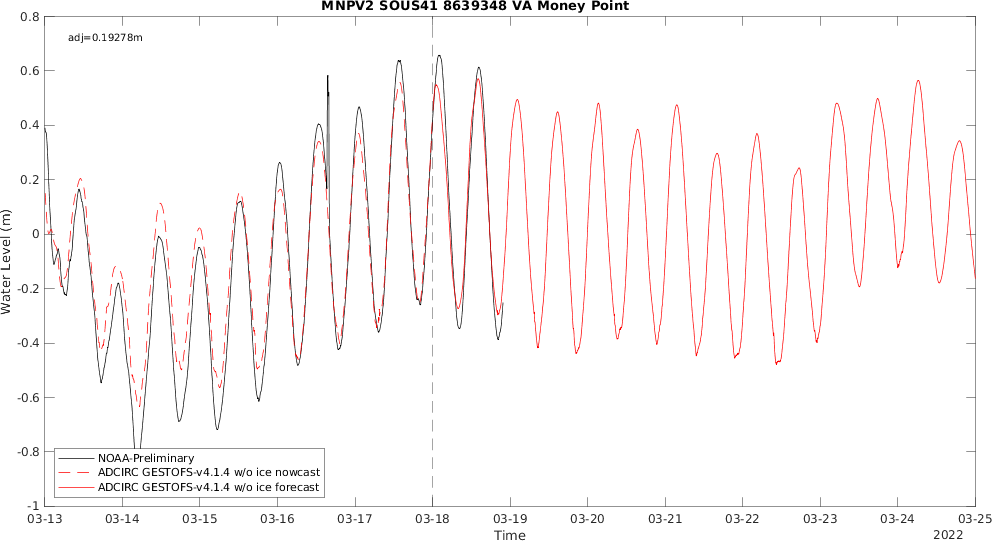 MNPV2 SOUS41 8639348 VA Money Point
adj=0.19278m
0.8
0.6
0.4
0.2
0
-0.2
-0.4
-0.6
-0.8
-1
Water Level (m)
NOAA-Preliminary
ADCIRC GESTOFS-v4.1.4 w/o ice nowcast
ADCIRC GESTOFS-v4.1.4 w/o ice forecast
03-13 03-14 03-15 03-16 03-17 03-18 03-19 03-20 03-21 03-22 03-23 03-24 03-25
Time
2022